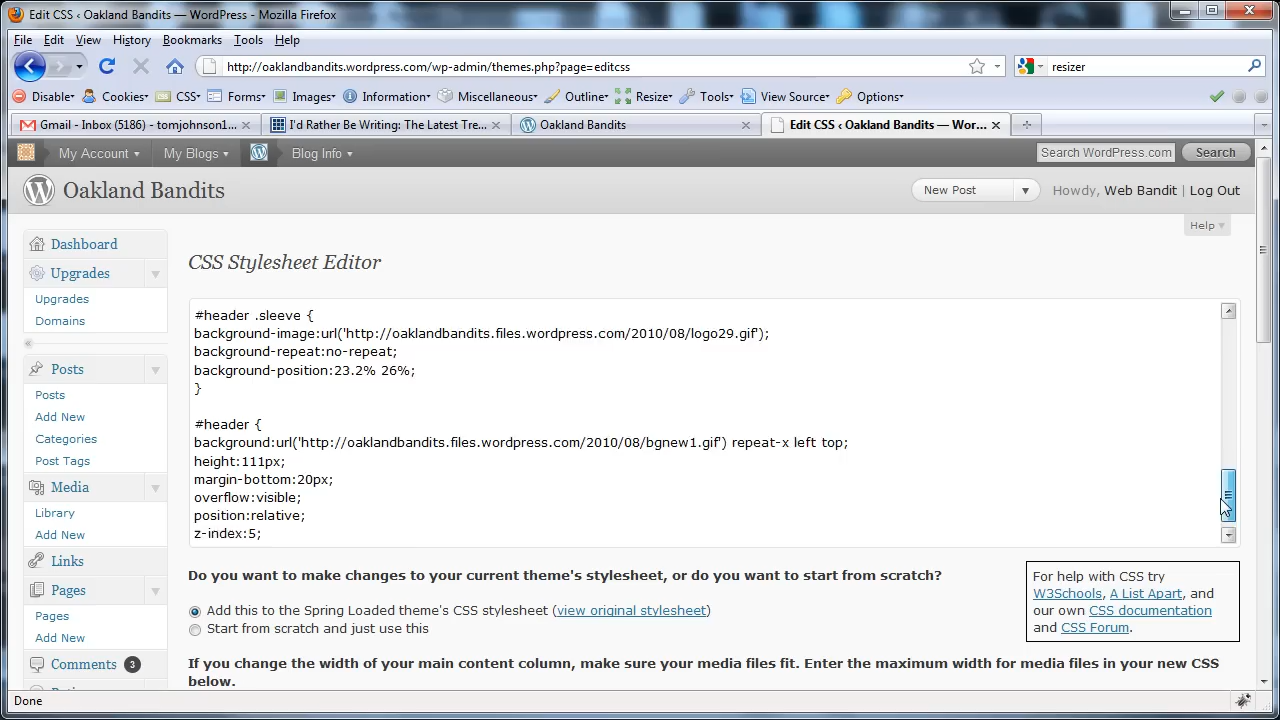 Edit CSS ‹ Oakland Bandits — WordPress - Mozilla Firefox
File Edit View History Bookmarks Tools Help
http://oaklandbandits.wordpress.com/wp-admin/themes.php?page=editcss
resizer
Disable▾ Cookies▾ CSS▾ Forms▾ Images▾ Information▾ Miscellaneous▾ Outline▾ Resize▾ Tools▾ View Source▾ Options▾
Gmail - Inbox (5186) - tomjohnson1...
I'd Rather Be Writing: The Latest Tre...
Oakland Bandits
Edit CSS ‹ Oakland Bandits — Wor...
My Account
My Blogs
Blog Info
Search WordPress.com
Search
Oakland Bandits
New Post
Howdy, Web Bandit | Log Out
Help
Dashboard
Upgrades
Upgrades
Domains
Posts
Posts
Add New
Categories
Post Tags
Media
Library
Add New
Links
Pages
Pages
Add New
Comments 3
CSS Stylesheet Editor
#header .sleeve {
background-image:url('http://oaklandbandits.files.wordpress.com/2010/08/logo29.gif');
background-repeat:no-repeat;
background-position:23.2% 26%;
}
#header {
background:url('http://oaklandbandits.files.wordpress.com/2010/08/bgnew1.gif') repeat-x left top;
height:111px;
margin-bottom:20px;
overflow:visible;
position:relative;
z-index:5;
Do you want to make changes to your current theme's stylesheet, or do you want to start from scratch?
Add this to the Spring Loaded theme's CSS stylesheet (view original stylesheet)
Start from scratch and just use this
For help with CSS try
W3Schools, A List Apart, and
our own CSS documentation
and CSS Forum.
If you change the width of your main content column, make sure your media files fit. Enter the maximum width for media files in your new CSS
below.
Done